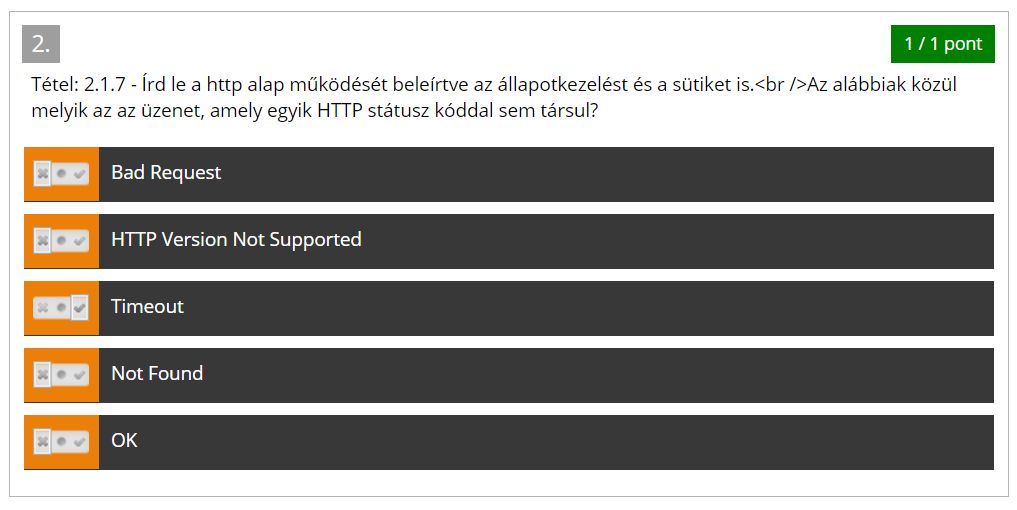 2.
1 / 1 pont
Tétel: 2.1.7 - Írd le a http alap működését beleírtve az állapotkezelést és a sütiket is.<br />Az alábbiak közül
melyik az az üzenet, amely egyik HTTP státusz kóddal sem társul?
Bad Request
HTTP Version Not Supported
Timeout
Not Found
OK